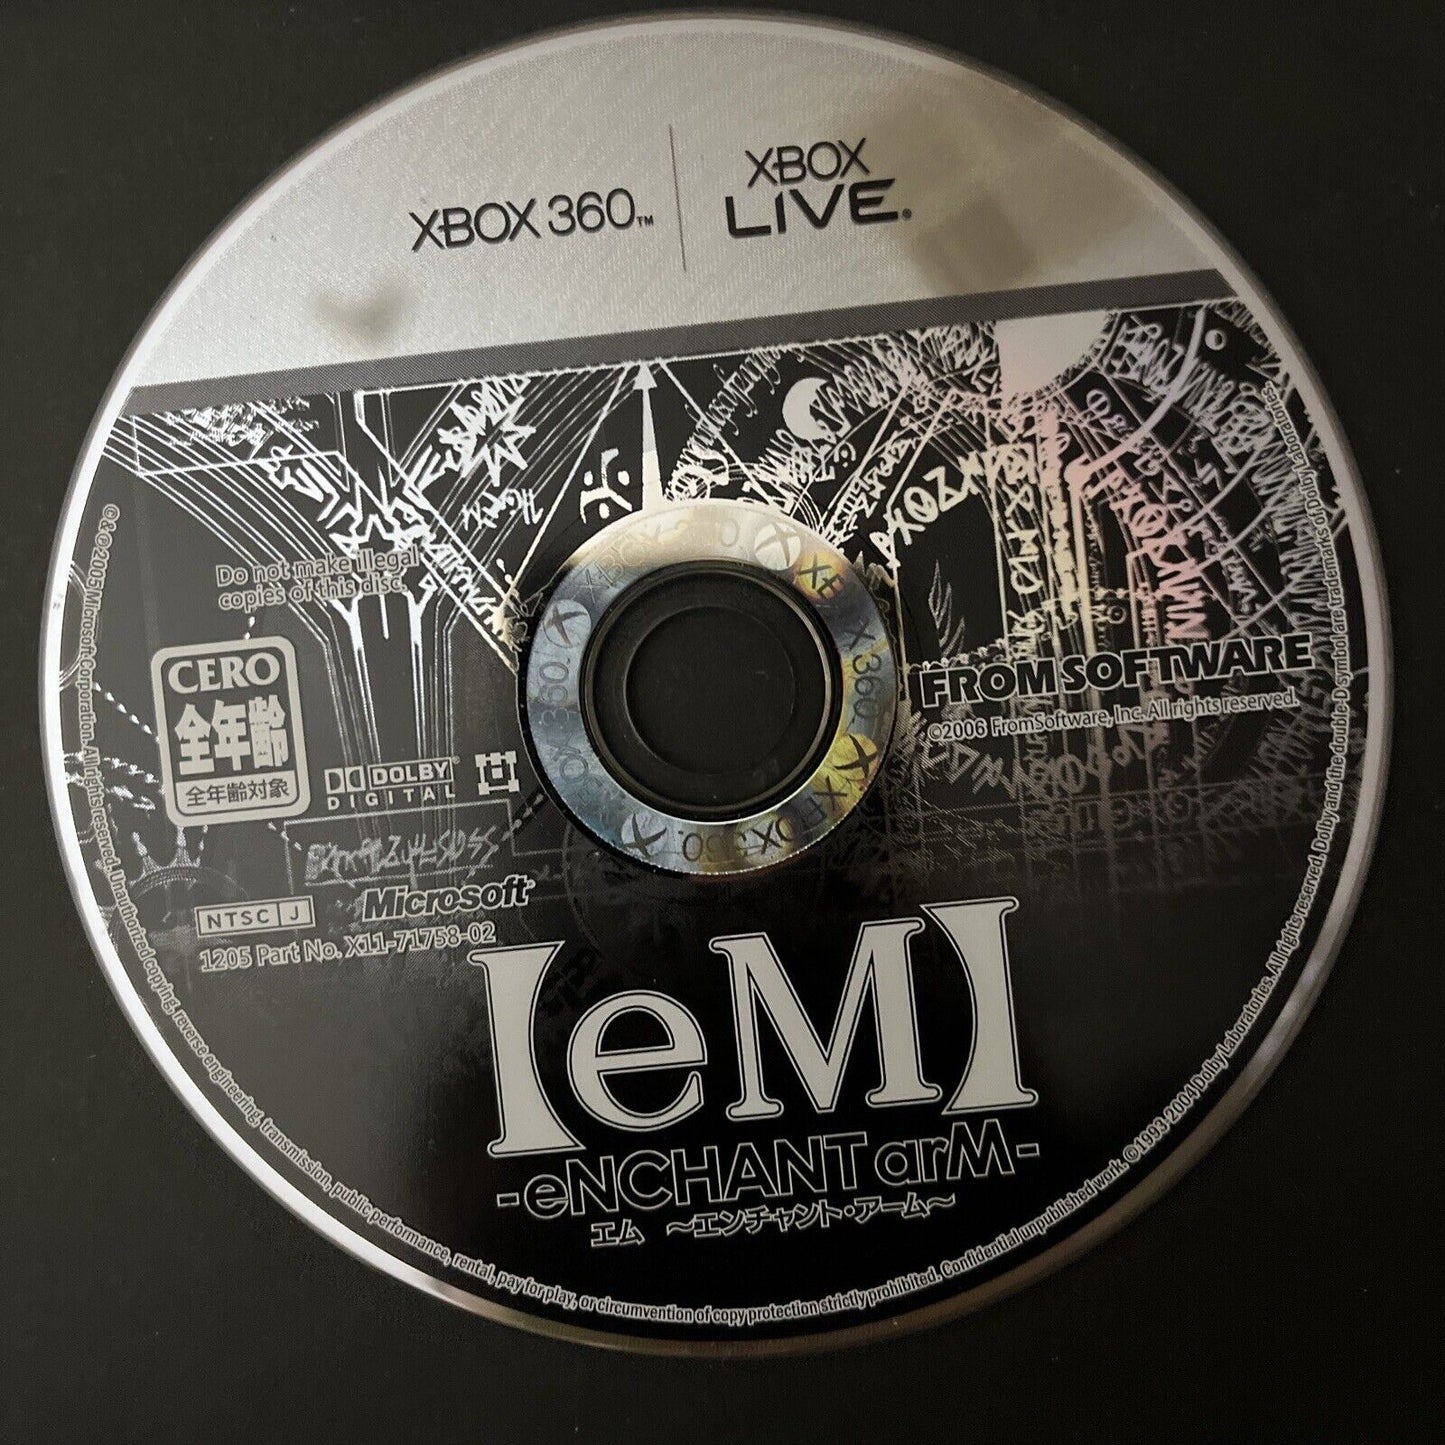 XBOX 360™
XBOX
LIVE®
Do not make illegal
copies of this disc.
CERO
全年齢
全年齢対象
DOLBY®
DIGITAL
FROMSOFTWARE
©2006 FromSoftware, Inc. All rights reserved.
NTSC J
Microsoft®
1205 Part No. X11-71758-02
eM
-eNCHANT arM-
エム ～エンチャント・アーム～
©&℗2005 Microsoft Corporation. All rights reserved. Unauthorized copying, reverse engineering, transmission, public performance, rental, pay for play, or circumvention of copy protection strictly prohibited. Confidential unpublished work. ©1993-2004 Dolby Laboratories. All rights reserved. Dolby and the double-D symbol are trademarks of Dolby Laboratories.